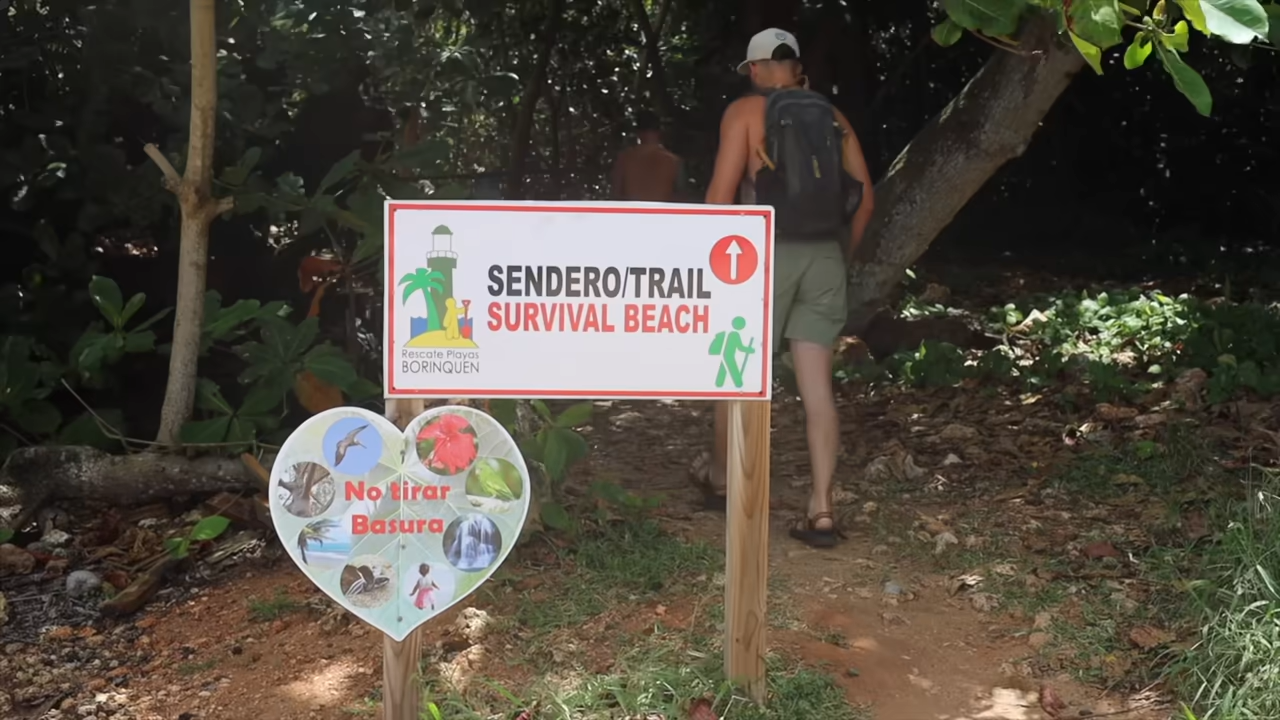 SENDERO/TRAIL
SURVIVAL BEACH
Rescate Playas
BORINQUEN
No tirar
Basura